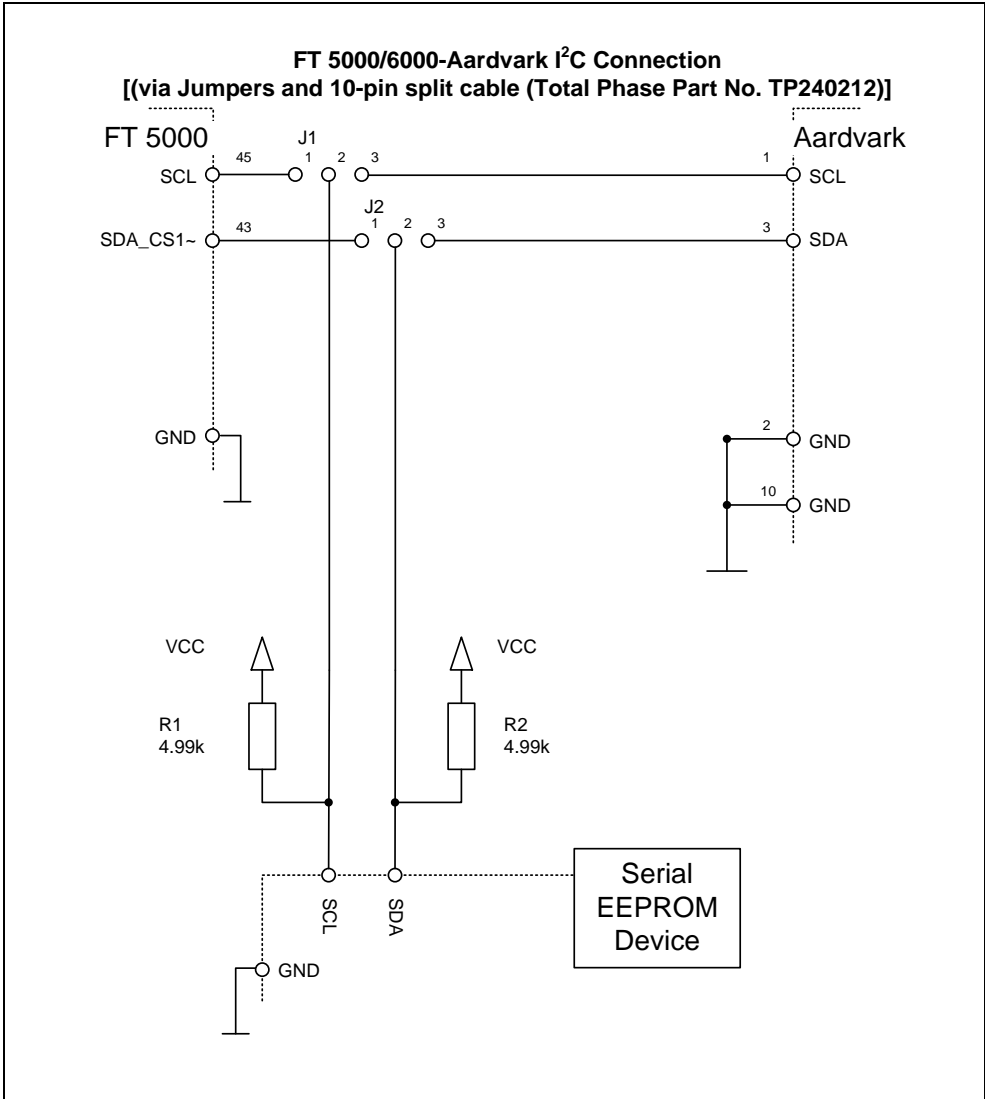 FT 5000/6000-Aardvark I²C Connection
[(via Jumpers and 10-pin split cable (Total Phase Part No. TP240212)]
FT 5000
J1
Aardvark
SCL
45
1
2
3
1
SCL
J2
SDA_CS1~
43
1
2
3
3
SDA
GND
2
GND
10
GND
VCC
VCC
R1
4.99k
R2
4.99k
SCL
SDA
Serial
EEPROM
Device
GND